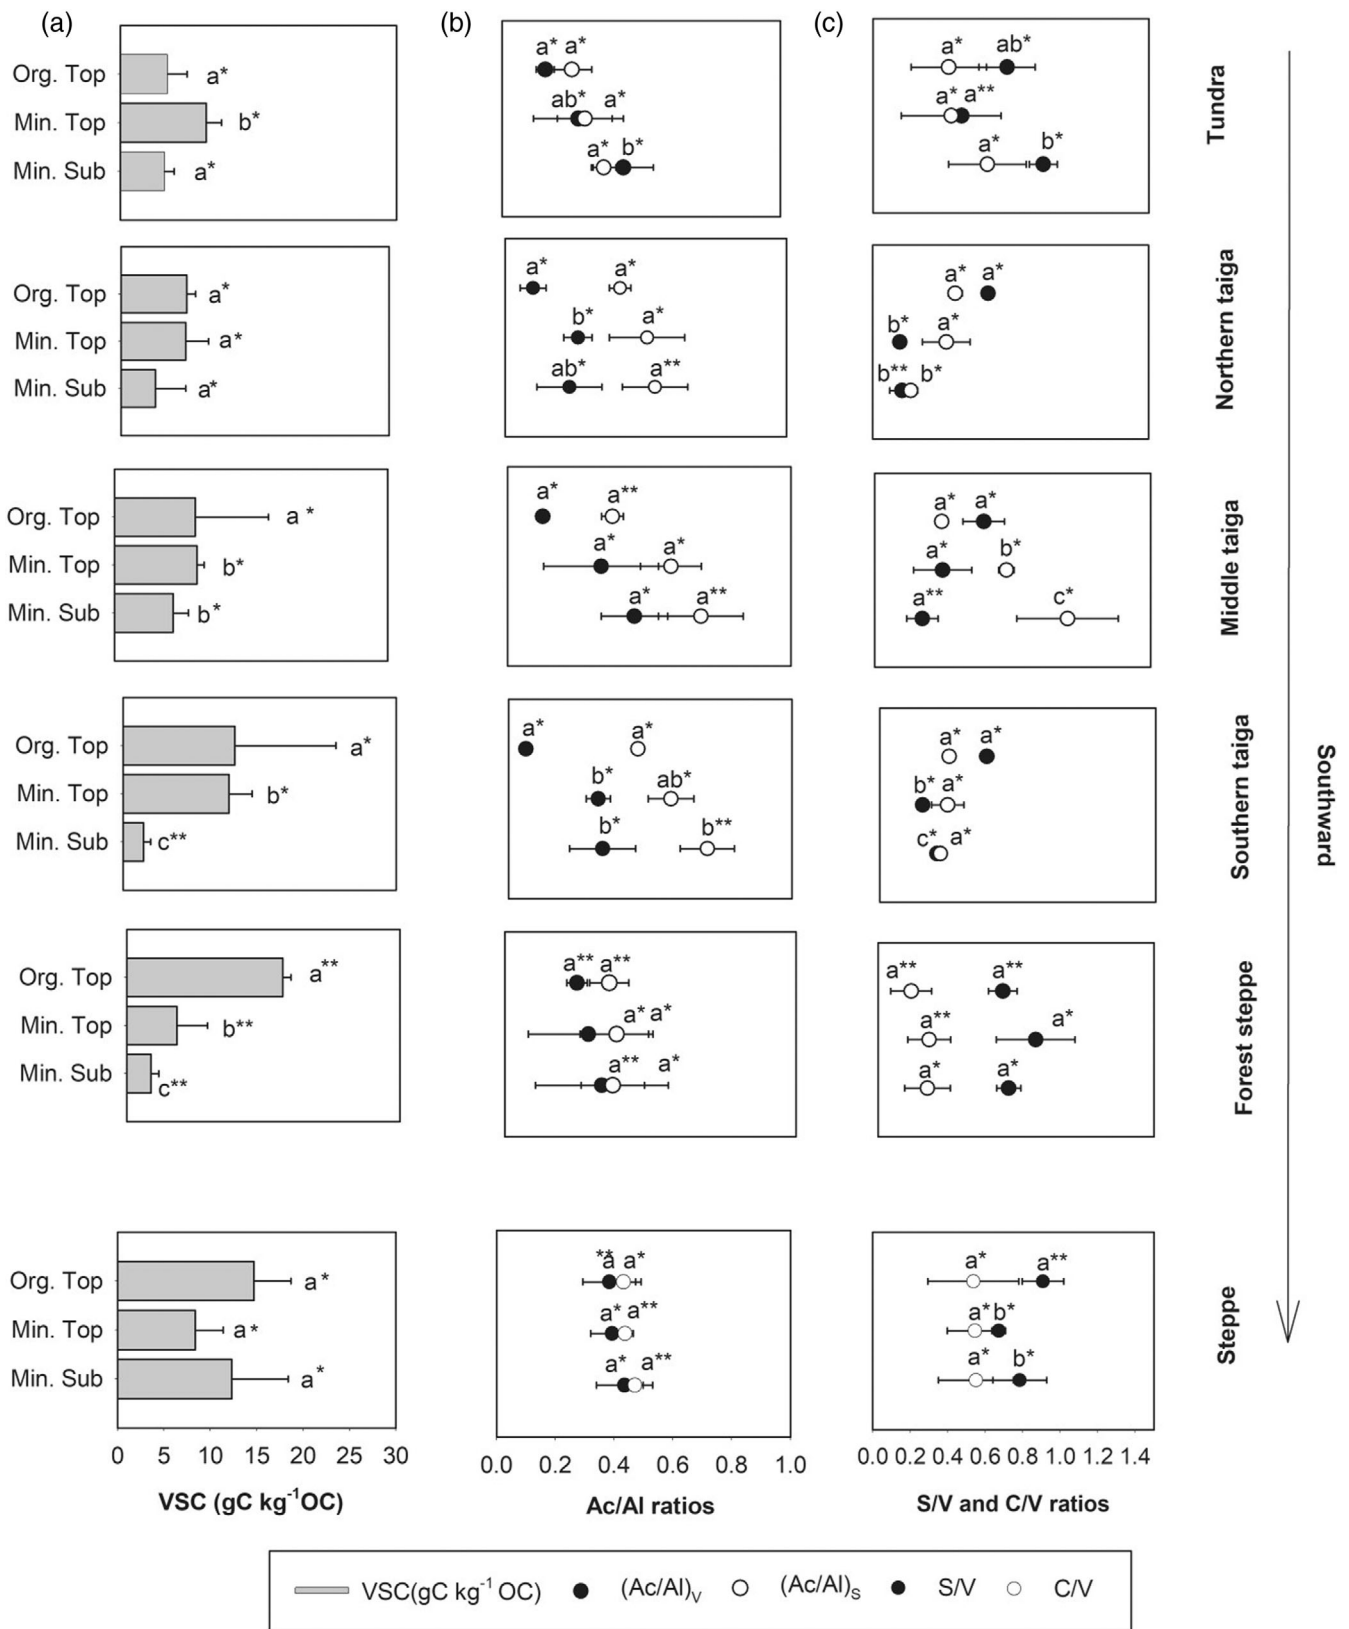 (a) (b) (c)
a* a* a* ab*
Org. Top a*
Min. Top b* ab* a* a* a**
Min. Sub a* a* b* a* b*
Tundra
Org. Top a* a* a* a* a*
Min. Top a* b* a* b* a*
Min. Sub a* ab* a** b** b*
Northern taiga
Org. Top a* a* a** a* a*
Min. Top b* a* a* a* b*
Min. Sub b* a* a** a** c*
Middle taiga
Org. Top a* a* a* a* a*
Min. Top b* b* ab* b* a*
Min. Sub c** b* b** c* a*
Southern taiga
Southward
Org. Top a** a** a** a** a**
Min. Top b** a* a* a** a*
Min. Sub c** a** a* a* a*
Forest steppe
Org. Top a* **a a* a* a**
Min. Top a* a* a** a* b*
Min. Sub a* a* a** a* b*
Steppe
0 5 10 15 20 25 30
0.0 0.2 0.4 0.6 0.8 1.0
0.0 0.2 0.4 0.6 0.8 1.0 1.2 1.4
VSC (gC kg⁻¹OC) Ac/Al ratios S/V and C/V ratios
VSC(gC kg⁻¹ OC) (Ac/Al)V (Ac/Al)S S/V C/V